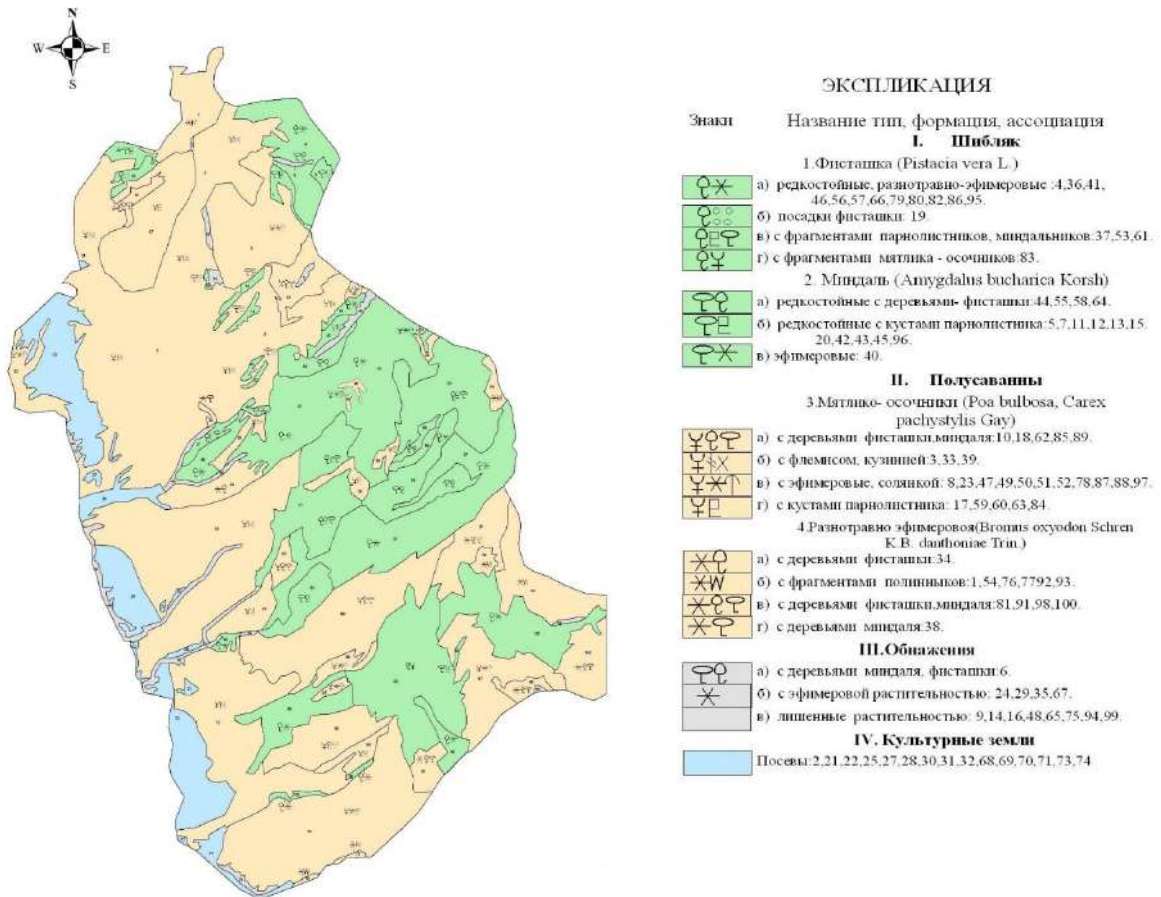 N
W E
S
ЭКСПЛИКАЦИЯ
Знаки Название тип, формация, ассоциация
I. Шибляк
1.Фисташка (Pistacia vera L.)
а) редкостойные, разнотравно-эфимеровые :4,36,41,
46,56,57,66,79,80,82,86,95.
б) посадки фисташки: 19.
в) с фрагментами парнолистников, миндальников:37,53,61.
г) с фрагментами мятлика - осочников:83.
2. Миндаль (Amygdalus bucharica Korsh)
а) редкостойные с деревьями- фисташки:44,55,58,64.
б) редкостойные с кустами парнолистника:5,7,11,12,13,15.
20,42,43,45,96.
в) эфимеровые: 40.
II. Полусаванны
3.Мятлико- осочники (Poa bulbosa, Carex
pachystylis Gay)
а) с деревьями фисташки,миндаля:10,18,62,85,89.
б) с флемисом, кузинией:3,33,39.
в) с эфимеровые, солянкой: 8,23,47,49,50,51,52,78,87,88,97.
г) с кустами парнолистника: 17,59,60,63,84.
4.Разнотравно эфимеровоя(Bromus oxyodon Schren
K.B. danthoniae Trin.)
а) с деревьями фисташки:34.
б) с фрагментами полинныков:1,54,76,7792,93.
в) с деревьями фисташки,миндаля:81,91,98,100.
г) с деревьями миндаля:38.
III.Обнажения
а) с деревьями миндаля, фисташки:6.
б) с эфимеровой растительностью: 24,29,35,67.
в) лишенные растительностью: 9,14,16,48,65,75,94,99.
IV. Культурные земли
Посевы:2,21,22,25,27,28,30,31,32,68,69,70,71,73,74